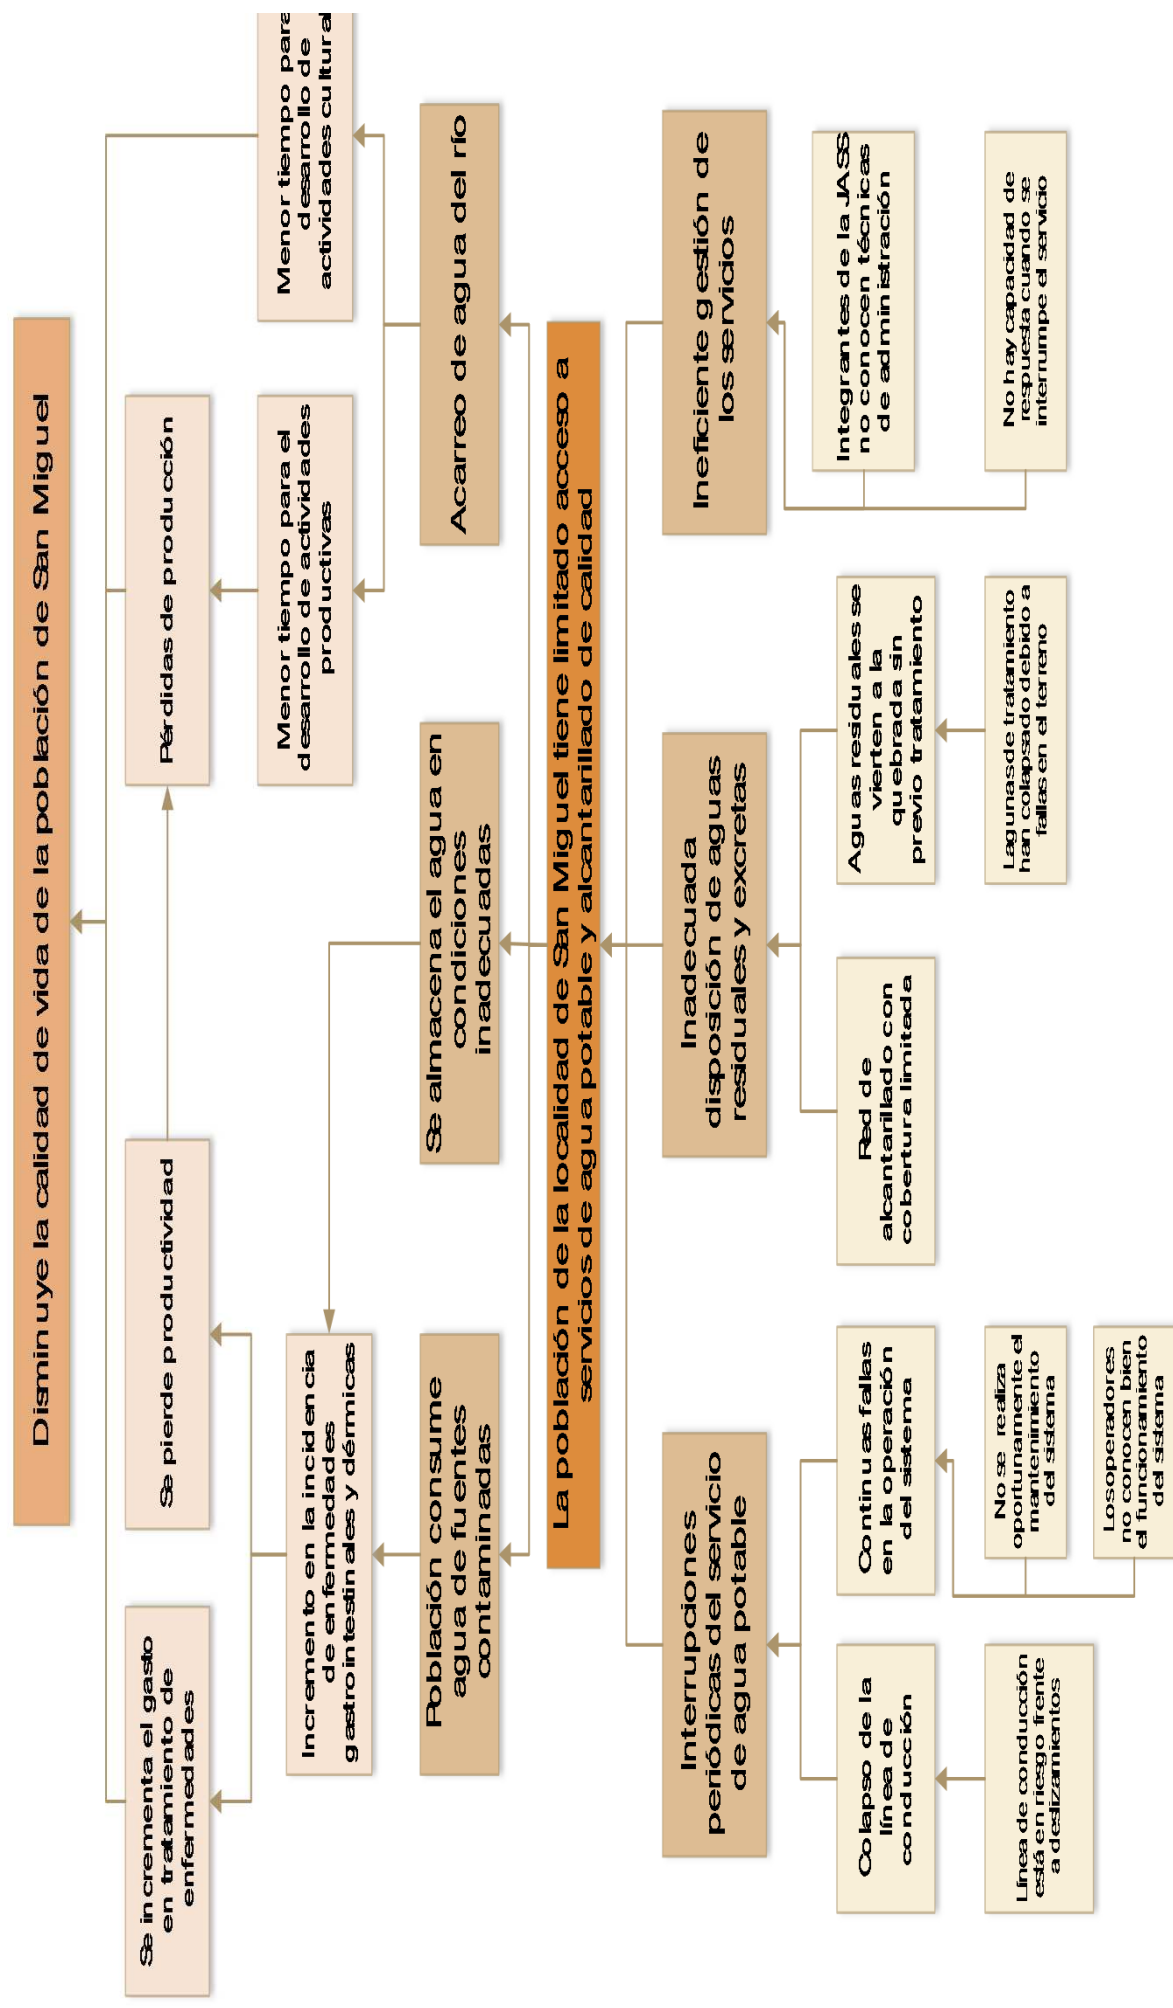 Disminuye la calidad de vida de la población de San Miguel
Se incrementa el gasto
en tratamiento de
enfermedades
Se pierde productividad
Pérdidas de producción
Incremento en la incidencia
de enfermedades
gastrointestinales y dérmicas
Menor tiempo para el
desarrollo de actividades
productivas
Menor tiempo para
desarrollo de
actividades cultural
Población consume
agua de fuentes
contaminadas
Se almacena el agua en
condiciones
inadecuadas
Acarreo de agua del río
La población de la localidad de San Miguel tiene limitado acceso a
servicios de agua potable y alcantarillado de calidad
Interrupciones
periódicas del servicio
de agua potable
Inadecuada
disposición de aguas
residuales y excretas
Ineficiente gestión de
los servicios
Colapso de la
línea de
conducción
Continuas fallas
en la operación
del sistema
Red de
alcantarillado con
cobertura limitada
Aguas residuales se
vierten a la
quebrada sin
previo tratamiento
Integrantes de la JASS
no conocen técnicas
de administración
Línea de conducción
está en riesgo frente
a deslizamientos
No se realiza
oportunamente el
mantenimiento
del sistema
Lagunas de tratamiento
han colapsado debido a
fallas en el terreno
No hay capacidad de
respuesta cuando se
interrumpe el servicio
Los operadores
no conocen bien
el funcionamiento
del sistema